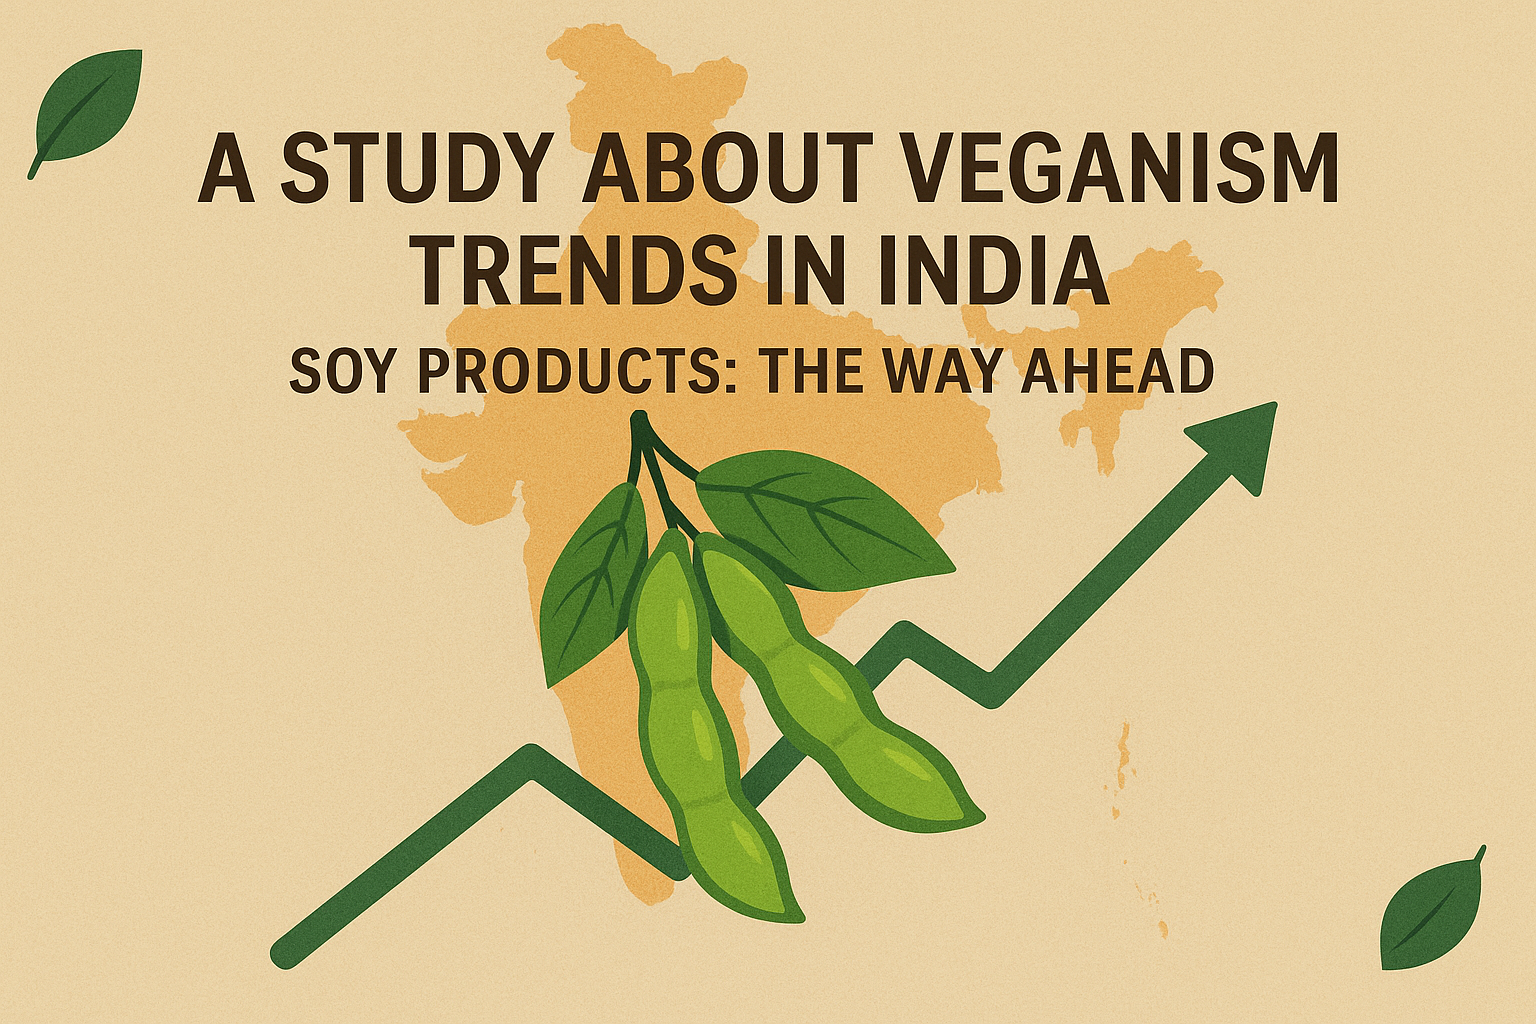 A STUDY ABOUT VEGANISM
TRENDS IN INDIA
SOY PRODUCTS: THE WAY AHEAD